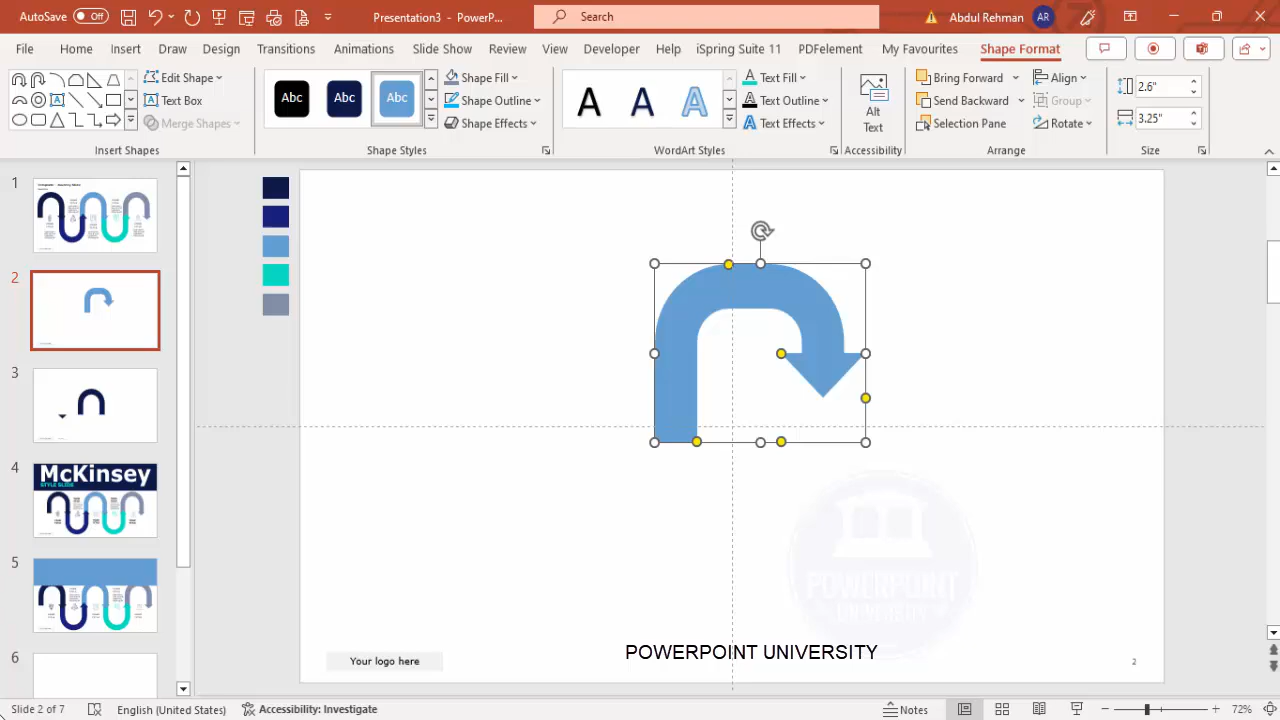 AutoSave Off Presentation3 - PowerP... Search Abdul Rehman AR
File Home Insert Draw Design Transitions Animations Slide Show Review View Developer Help iSpring Suite 11 PDFelement My Favourites Shape Format
Edit Shape
Text Box
Merge Shapes
Insert Shapes
Abc Abc Abc
Shape Fill
Shape Outline
Shape Effects
Shape Styles
A A A
Text Fill
Text Outline
Text Effects
WordArt Styles
Alt
Text
Accessibility
Bring Forward
Send Backward
Selection Pane
Align
Group
Rotate
Arrange
2.6"
3.25"
Size
1
2
3
4
McKinsey
STYLE SLIDE
5
6
POWERPOINT
UNIVERSITY
POWERPOINT UNIVERSITY
Your logo here
2
Slide 2 of 7 English (United States) Accessibility: Investigate Notes 72%